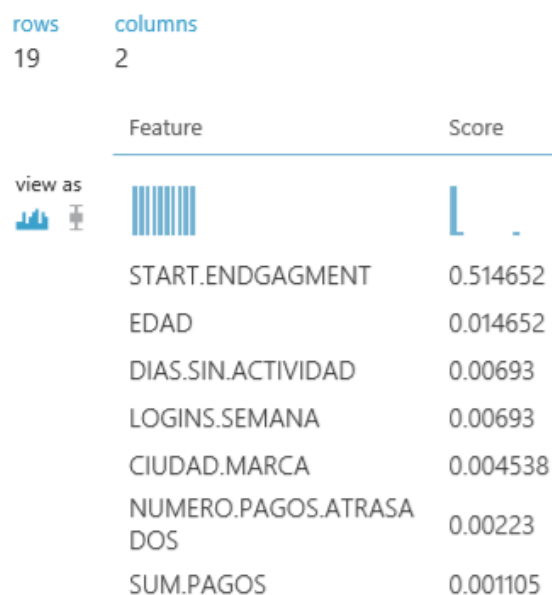 rows columns
19 2
Feature Score
view as
START.ENDGAGMENT 0.514652
EDAD 0.014652
DIAS.SIN.ACTIVIDAD 0.00693
LOGINS.SEMANA 0.00693
CIUDAD.MARCA 0.004538
NUMERO.PAGOS.ATRASA
DOS 0.00223
SUM.PAGOS 0.001105